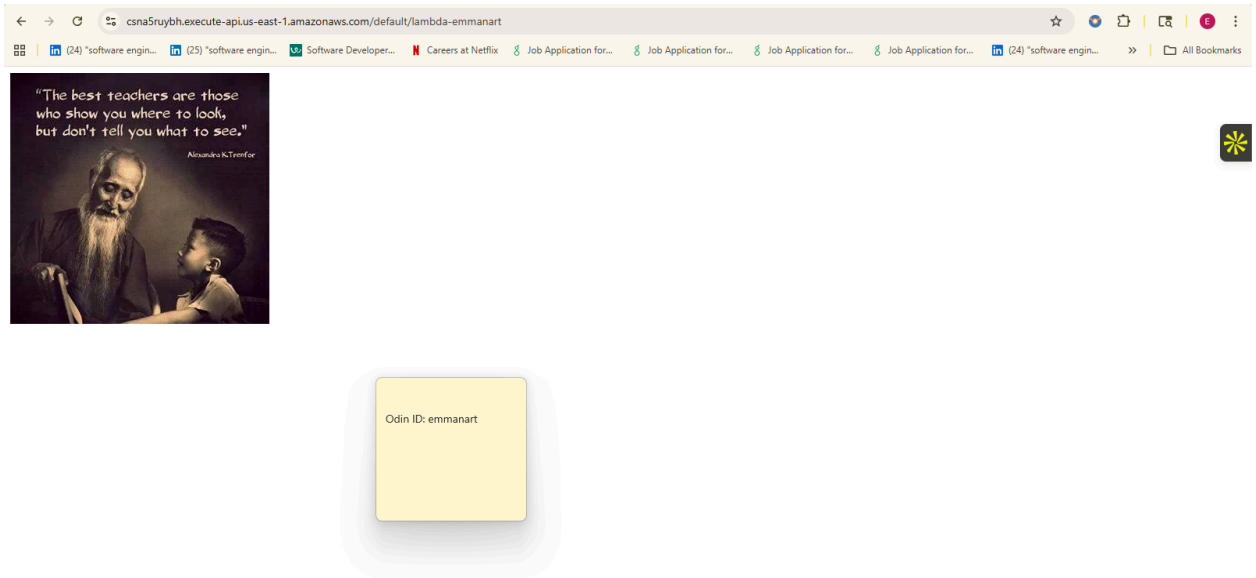 csna5ruybh.execute-api.us-east-1.amazonaws.com/default/lambda-emmanart
E
(24) "software engin...
(25) "software engin...
Software Developer...
Careers at Netflix
Job Application for...
Job Application for...
Job Application for...
Job Application for...
(24) "software engin...
»
All Bookmarks
"The best teachers are those
who show you where to look,
but don't tell you what to see."
Alexandra K.Trenfor
Odin ID: emmanart